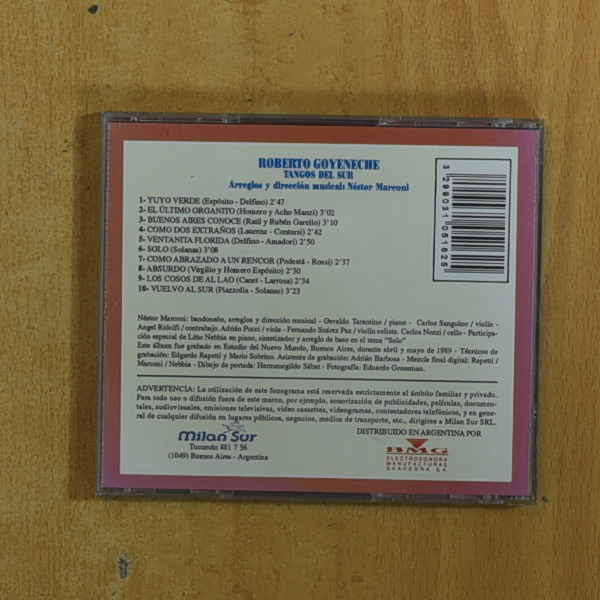 ROBERTO GOYENECHE
TANGOS DEL SUR
Arreglos y dirección musical: Néstor Marconi
3 299031 051625
1- YUYO VERDE (Espósito - Delfino) 2'47
2- EL ÚLTIMO ORGANITO (Homero y Acho Manzi) 3'02
3- BUENOS AIRES CONOCE (Raúl y Rubén Garello) 3'10
4- COMO DOS EXTRAÑOS (Laurenz - Contursi) 2'42
5- VENTANITA FLORIDA (Delfino - Amadori) 2'50
6- SOLO (Solanas) 3'08
7- COMO ABRAZADO A UN RENCOR (Podestá - Rossi) 2'37
8- ABSURDO (Virgilio y Homero Espósito) 2'30
9- LOS COSOS DE AL LAO (Canet - Larrosa) 2'34
10- VUELVO AL SUR (Piazzolla - Solanas) 3'23
Néstor Marconi: bandoneón, arreglos y dirección musical - Osvaldo Tarantino / piano - Carlos Sanguino / violín -
Angel Ridolfi / contrabajo. Adrián Pucci / viola - Fernando Suárez Paz / violín solista. Carlos Nozzi / cello - Participa-
ción especial de Litto Nebbia en piano, sintetizador y arreglo de base en el tema "Solo"
Este álbum fue grabado en Estudio del Nuevo Mundo, Buenos Aires, durante abril y mayo de 1989 - Técnicos de
grabación: Edgardo Rapetti y Mario Sobrino. Asistente de grabación: Adrián Barbosa - Mezcla final digital: Rapetti /
Marconi / Nebbia - Dibujo de portada: Hermenegildo Sábat - Fotografía: Eduardo Grossman.
ADVERTENCIA: La utilización de este fonograma está reservada estrictamente al ámbito familiar y privado.
Para todo uso o difusión fuera de este marco, por ejemplo, sonorización de publicidades, películas, documen-
tales, audiovisuales, emisiones televisivas, video cassettes, videogramas, contestadores telefónicos, y en gene-
ral de cualquier difusión en lugares públicos, negocios, medios de transporte, etc., dirigirse a Milan Sur SRL.
Milan Sur
Tucumán 881 7 56
(1049) Buenos Aires - Argentina
DISTRIBUIDO EN ARGENTINA POR
BMG
ELECTROSONORA
MANUFACTURAS
SAAVEDRA S.A.